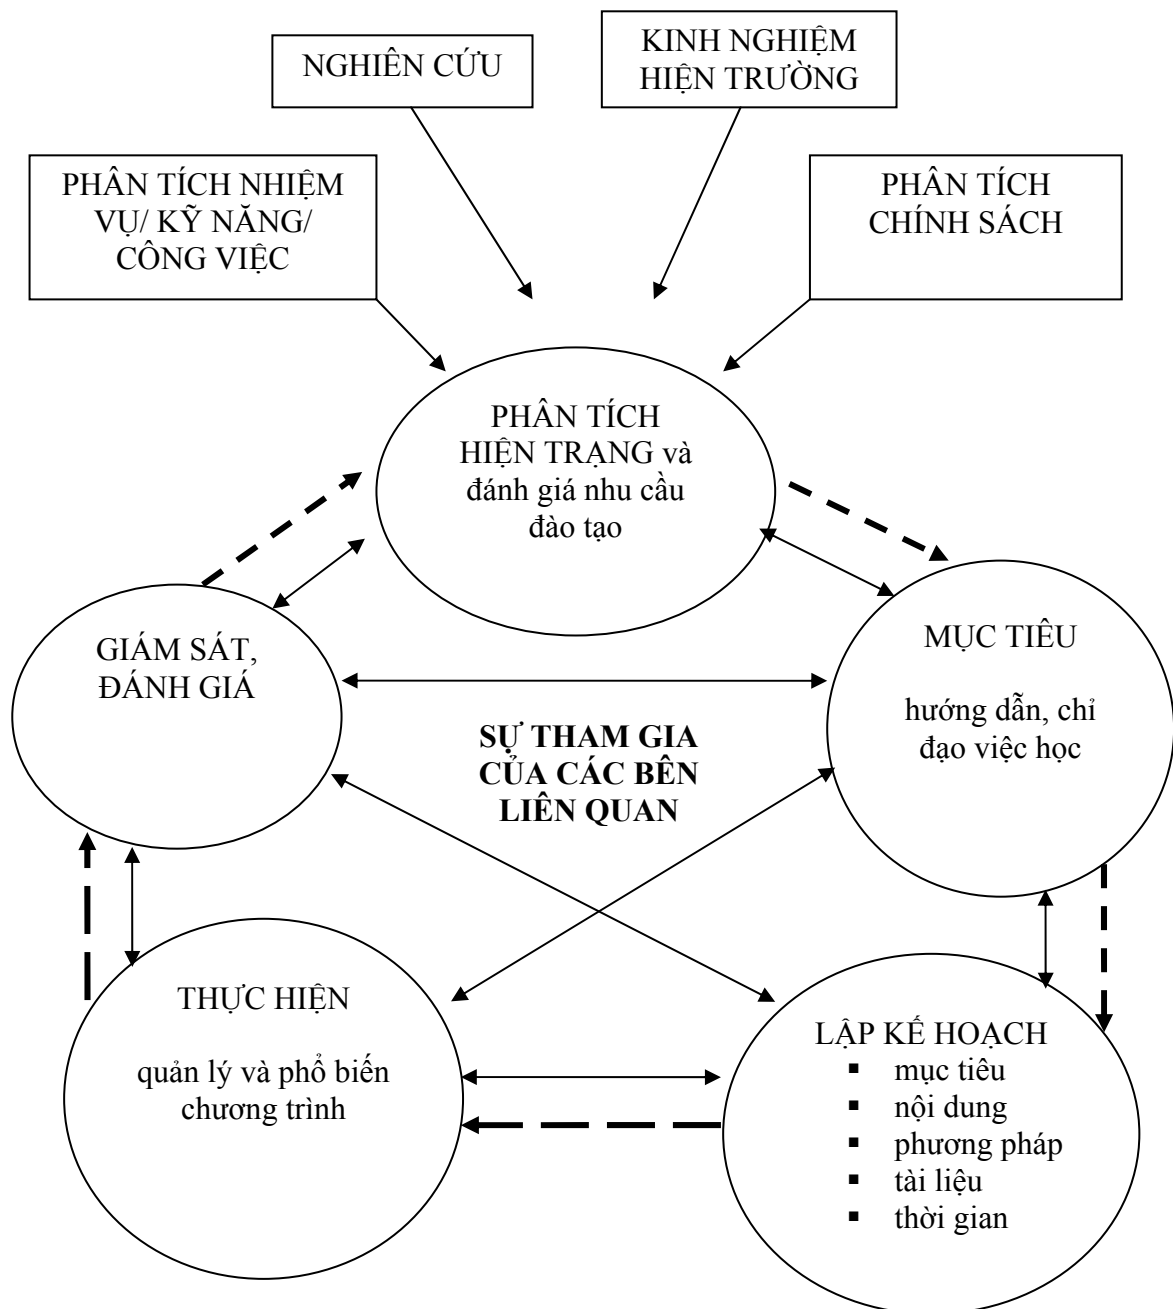 NGHIÊN CỨU
KINH NGHIỆM
HIỆN TRƯỜNG
PHÂN TÍCH NHIỆM
VỤ/ KỸ NĂNG/
CÔNG VIỆC
PHÂN TÍCH
CHÍNH SÁCH
PHÂN TÍCH
HIỆN TRẠNG và
đánh giá nhu cầu
đào tạo
GIÁM SÁT,
ĐÁNH GIÁ
MỤC TIÊU
hướng dẫn, chỉ
đạo việc học
SỰ THAM GIA
CỦA CÁC BÊN
LIÊN QUAN
THỰC HIỆN
quản lý và phổ biến
chương trình
LẬP KẾ HOẠCH
▪ mục tiêu
▪ nội dung
▪ phương pháp
▪ tài liệu
▪ thời gian